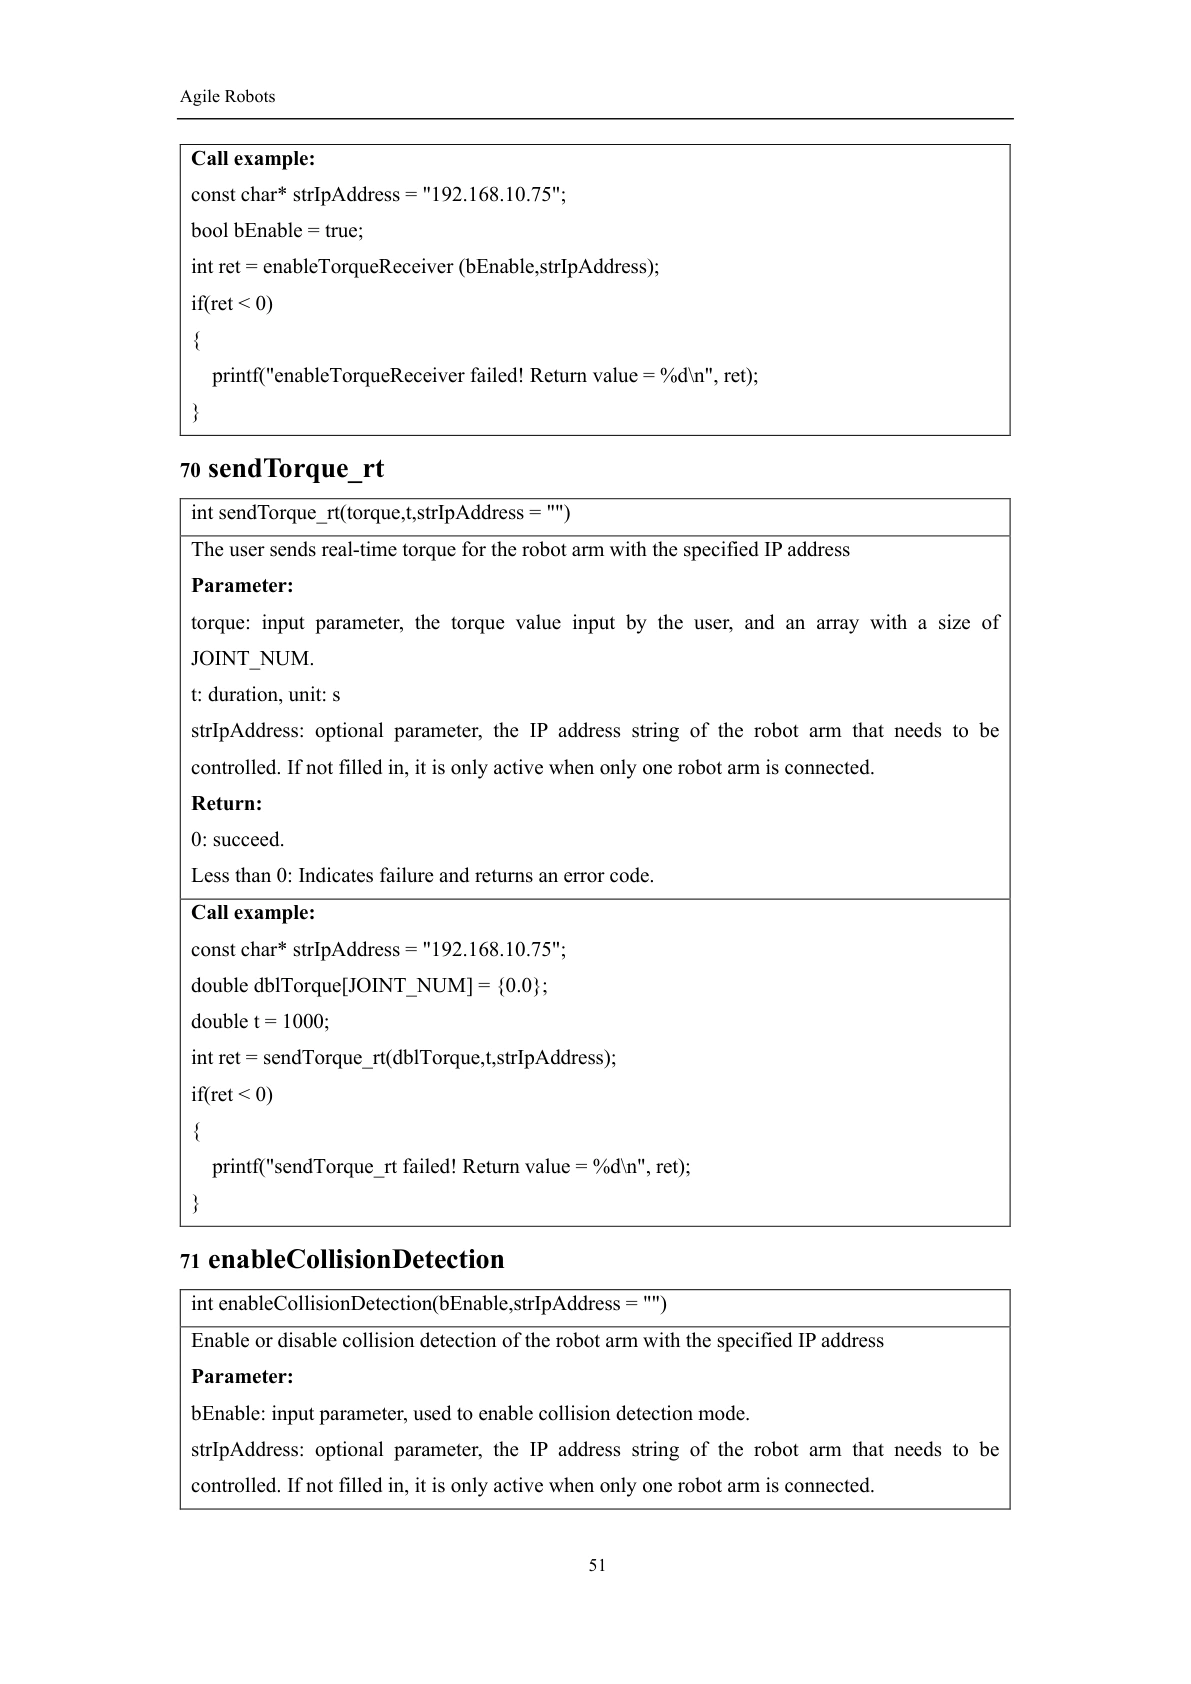 Agile Robots
Call example:
const char* strIpAddress = "192.168.10.75";
bool bEnable = true;
int ret = enableTorqueReceiver (bEnable,strIpAddress);
if(ret < 0)
{
printf("enableTorqueReceiver failed! Return value = %d\n", ret);
}
70 sendTorque_rt
int sendTorque_rt(torque,t,strIpAddress = "")
The user sends real-time torque for the robot arm with the specified IP address
Parameter:
torque: input parameter, the torque value input by the user, and an array with a size of
JOINT_NUM.
t: duration, unit: s
strIpAddress: optional parameter, the IP address string of the robot arm that needs to be
controlled. If not filled in, it is only active when only one robot arm is connected.
Return:
0: succeed.
Less than 0: Indicates failure and returns an error code.
Call example:
const char* strIpAddress = "192.168.10.75";
double dblTorque[JOINT_NUM] = {0.0};
double t = 1000;
int ret = sendTorque_rt(dblTorque,t,strIpAddress);
if(ret < 0)
{
printf("sendTorque_rt failed! Return value = %d\n", ret);
}
71 enableCollisionDetection
int enableCollisionDetection(bEnable,strIpAddress = "")
Enable or disable collision detection of the robot arm with the specified IP address
Parameter:
bEnable: input parameter, used to enable collision detection mode.
strIpAddress: optional parameter, the IP address string of the robot arm that needs to be
controlled. If not filled in, it is only active when only one robot arm is connected.
51